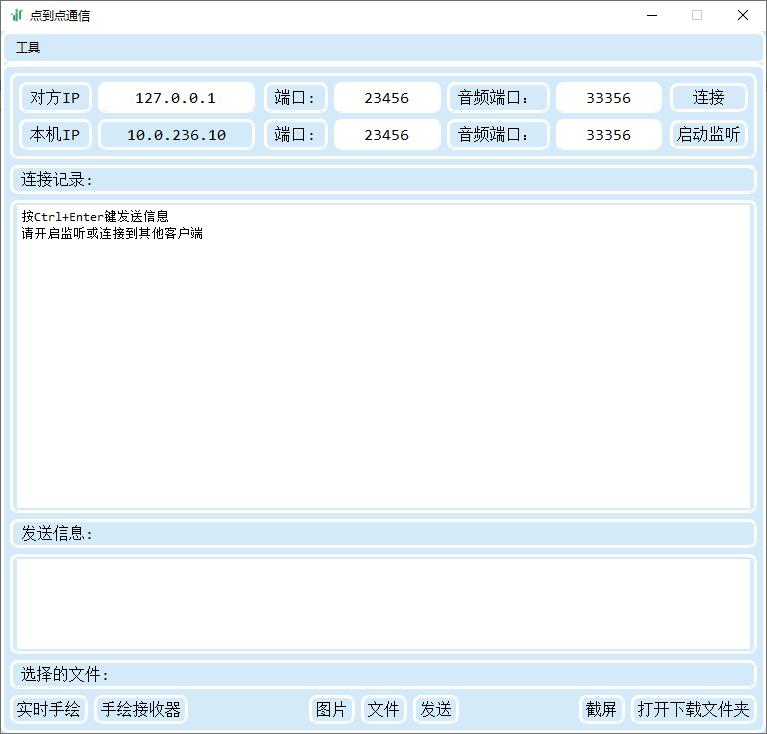 点到点通信
工具
对方IP 127.0.0.1 端口: 23456 音频端口: 33356 连接
本机IP 10.0.236.10 端口: 23456 音频端口: 33356 启动监听
连接记录:
按Ctrl+Enter键发送信息
请开启监听或连接到其他客户端
发送信息:
选择的文件:
实时手绘 手绘接收器 图片 文件 发送 截屏 打开下载文件夹